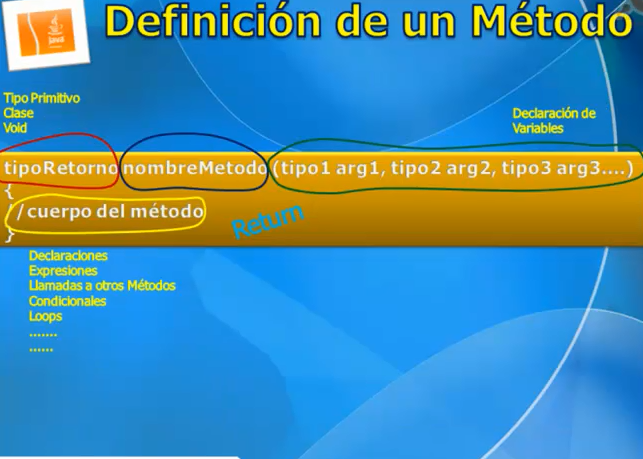 Definición de un Método
Java
Tipo Primitivo
Clase
Void
Declaración de
Variables
tipoRetorno nombreMetodo (tipo1 arg1, tipo2 arg2, tipo3 arg3....)
{
//cuerpo del método
Return
}
Declaraciones
Expresiones
Llamadas a otros Métodos
Condicionales
Loops
.......
......